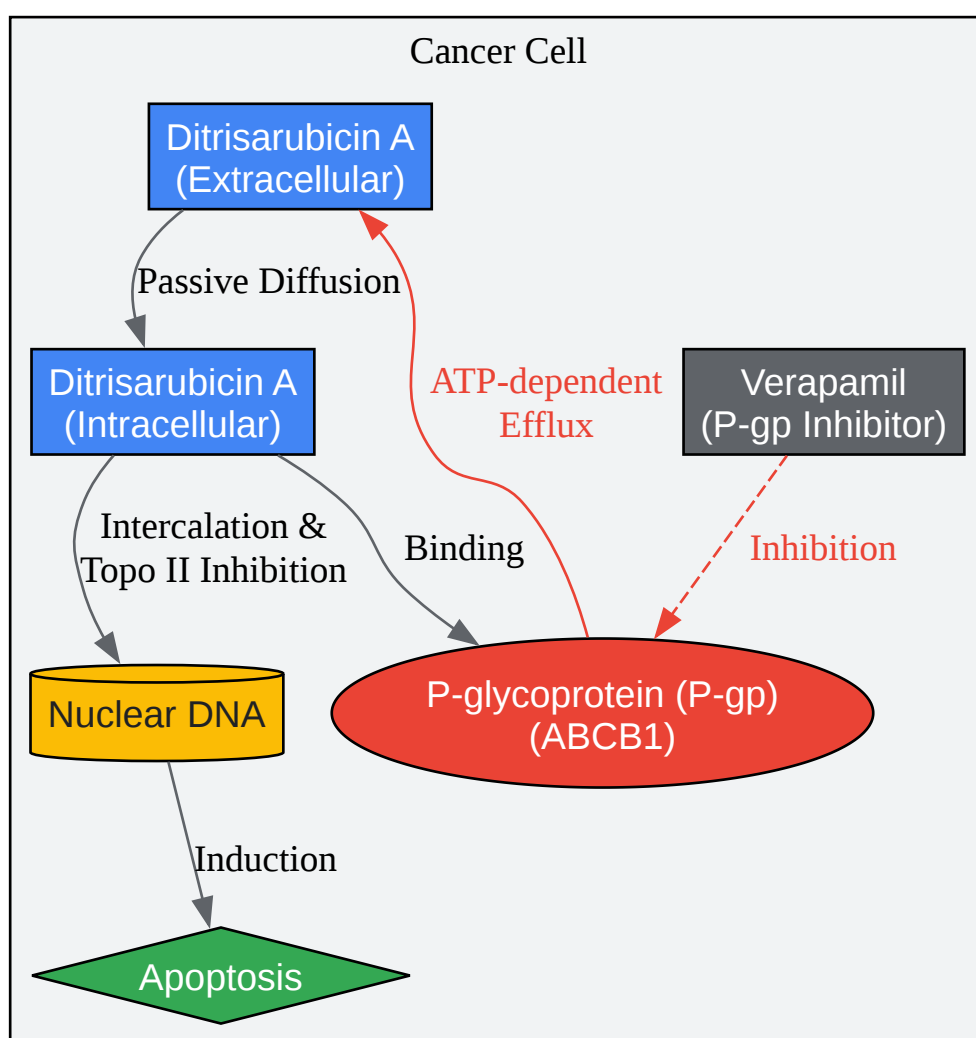 Cancer Cell
Ditrisarubicin A
(Extracellular)
Passive Diffusion
Ditrisarubicin A
(Intracellular)
ATP-dependent
Efflux
Verapamil
(P-gp Inhibitor)
Intercalation &
Topo II Inhibition
Binding
Inhibition
Nuclear DNA
P-glycoprotein (P-gp)
(ABCB1)
Induction
Apoptosis